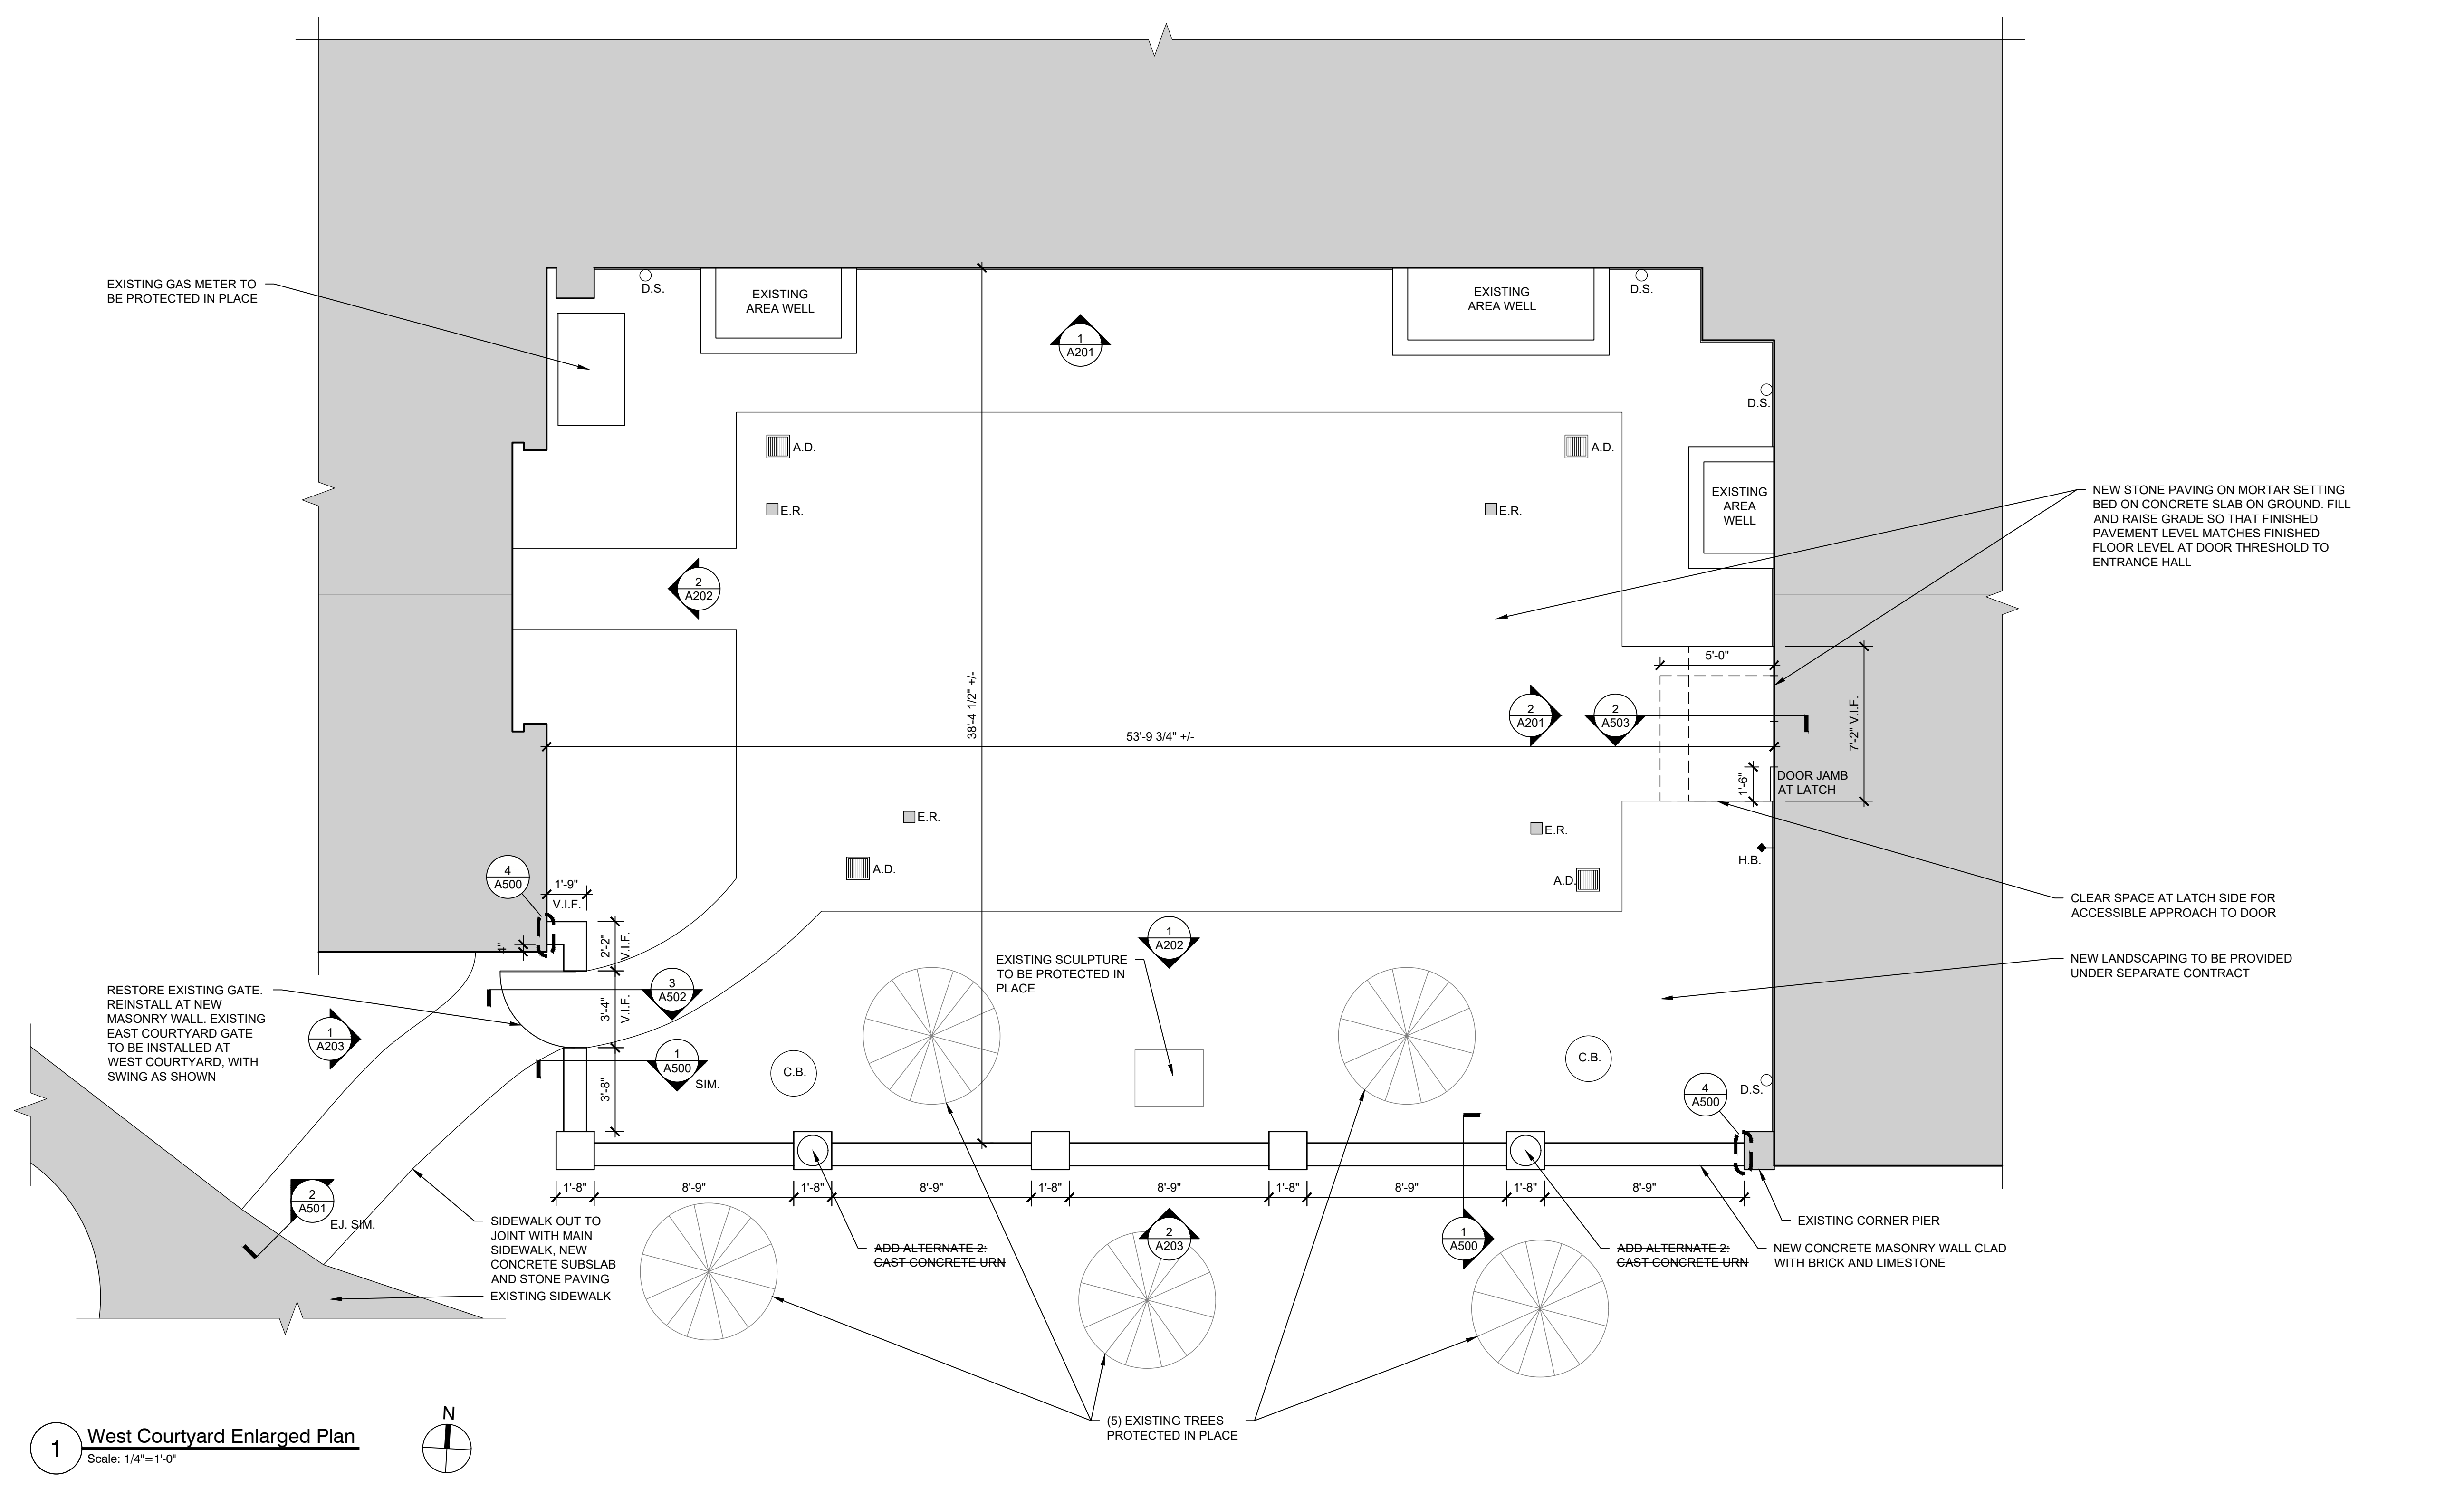 EXISTING GAS METER TO
BE PROTECTED IN PLACE
D.S.
EXISTING
AREA WELL
1
A201
EXISTING
AREA WELL
D.S.
D.S.
A.D.
A.D.
E.R.
E.R.
EXISTING
AREA
WELL
NEW STONE PAVING ON MORTAR SETTING
BED ON CONCRETE SLAB ON GROUND. FILL
AND RAISE GRADE SO THAT FINISHED
PAVEMENT LEVEL MATCHES FINISHED
FLOOR LEVEL AT DOOR THRESHOLD TO
ENTRANCE HALL
2
A202
38'-4 1/2" +/-
53'-9 3/4" +/-
5'-0"
2
A201
2
A503
7'-2" V.I.F.
1'-6"
DOOR JAMB
AT LATCH
E.R.
E.R.
A.D.
A.D.
H.B.
CLEAR SPACE AT LATCH SIDE FOR
ACCESSIBLE APPROACH TO DOOR
4
A500
1'-9"
V.I.F.
4"
2'-2"
V.I.F.
3'-4"
V.I.F.
3'-8"
1
A202
EXISTING SCULPTURE
TO BE PROTECTED IN
PLACE
NEW LANDSCAPING TO BE PROVIDED
UNDER SEPARATE CONTRACT
RESTORE EXISTING GATE.
REINSTALL AT NEW
MASONRY WALL. EXISTING
EAST COURTYARD GATE
TO BE INSTALLED AT
WEST COURTYARD, WITH
SWING AS SHOWN
1
A203
3
A502
1
A500
SIM.
C.B.
C.B.
4
A500
D.S.
1'-8"
8'-9"
1'-8"
8'-9"
1'-8"
8'-9"
1'-8"
8'-9"
1'-8"
8'-9"
2
A501
EJ. SIM.
SIDEWALK OUT TO
JOINT WITH MAIN
SIDEWALK, NEW
CONCRETE SUBSLAB
AND STONE PAVING
EXISTING SIDEWALK
ADD ALTERNATE 2:
CAST CONCRETE URN
2
A203
1
A500
ADD ALTERNATE 2:
CAST CONCRETE URN
EXISTING CORNER PIER
NEW CONCRETE MASONRY WALL CLAD
WITH BRICK AND LIMESTONE
(5) EXISTING TREES
PROTECTED IN PLACE
1
West Courtyard Enlarged Plan
Scale: 1/4"=1'-0"
N